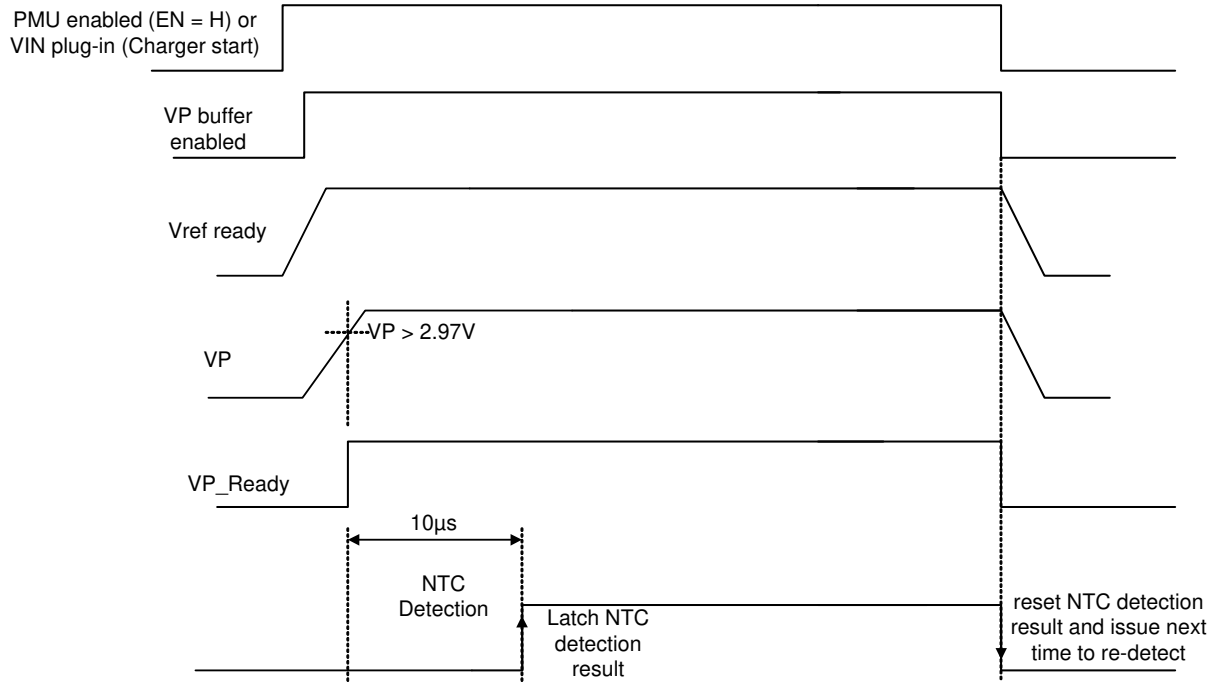 PMU enabled (EN = H) or
VIN plug-in (Charger start)
VP buffer
enabled
Vref ready
VP > 2.97V
VP
VP_Ready
10µs
NTC
Detection
Latch NTC
detection
result
reset NTC detection
result and issue next
time to re-detect